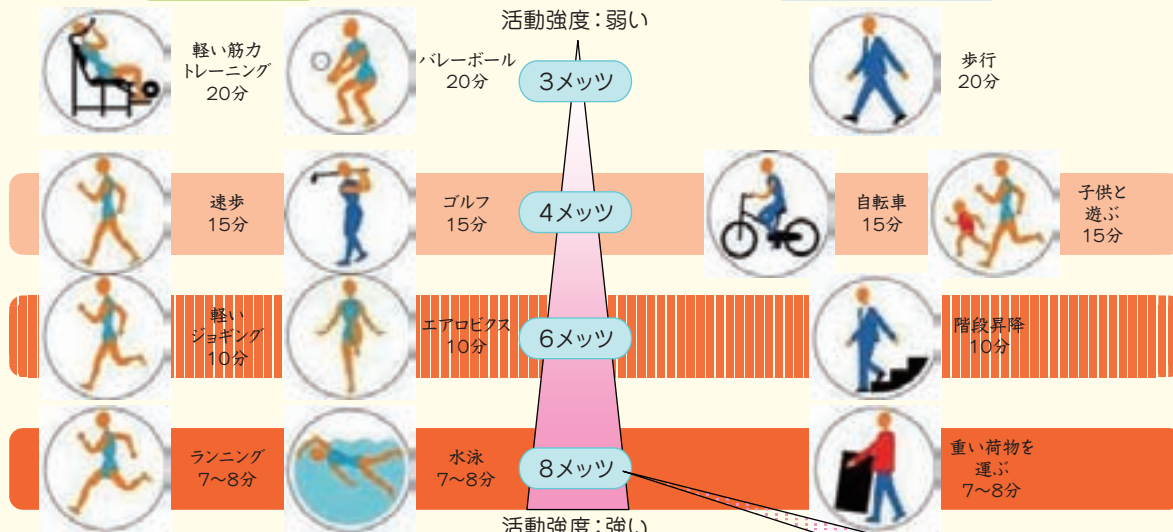 活動強度:弱い
軽い筋力
トレーニング
20分
バレーボール
20分
3メッツ
歩行
20分
速歩
15分
ゴルフ
15分
4メッツ
自転車
15分
子供と
遊ぶ
15分
軽い
ジョギング
10分
エアロビクス
10分
6メッツ
階段昇降
10分
ランニング
7〜8分
水泳
7〜8分
8メッツ
重い荷物を
運ぶ
7〜8分
活動強度:強い